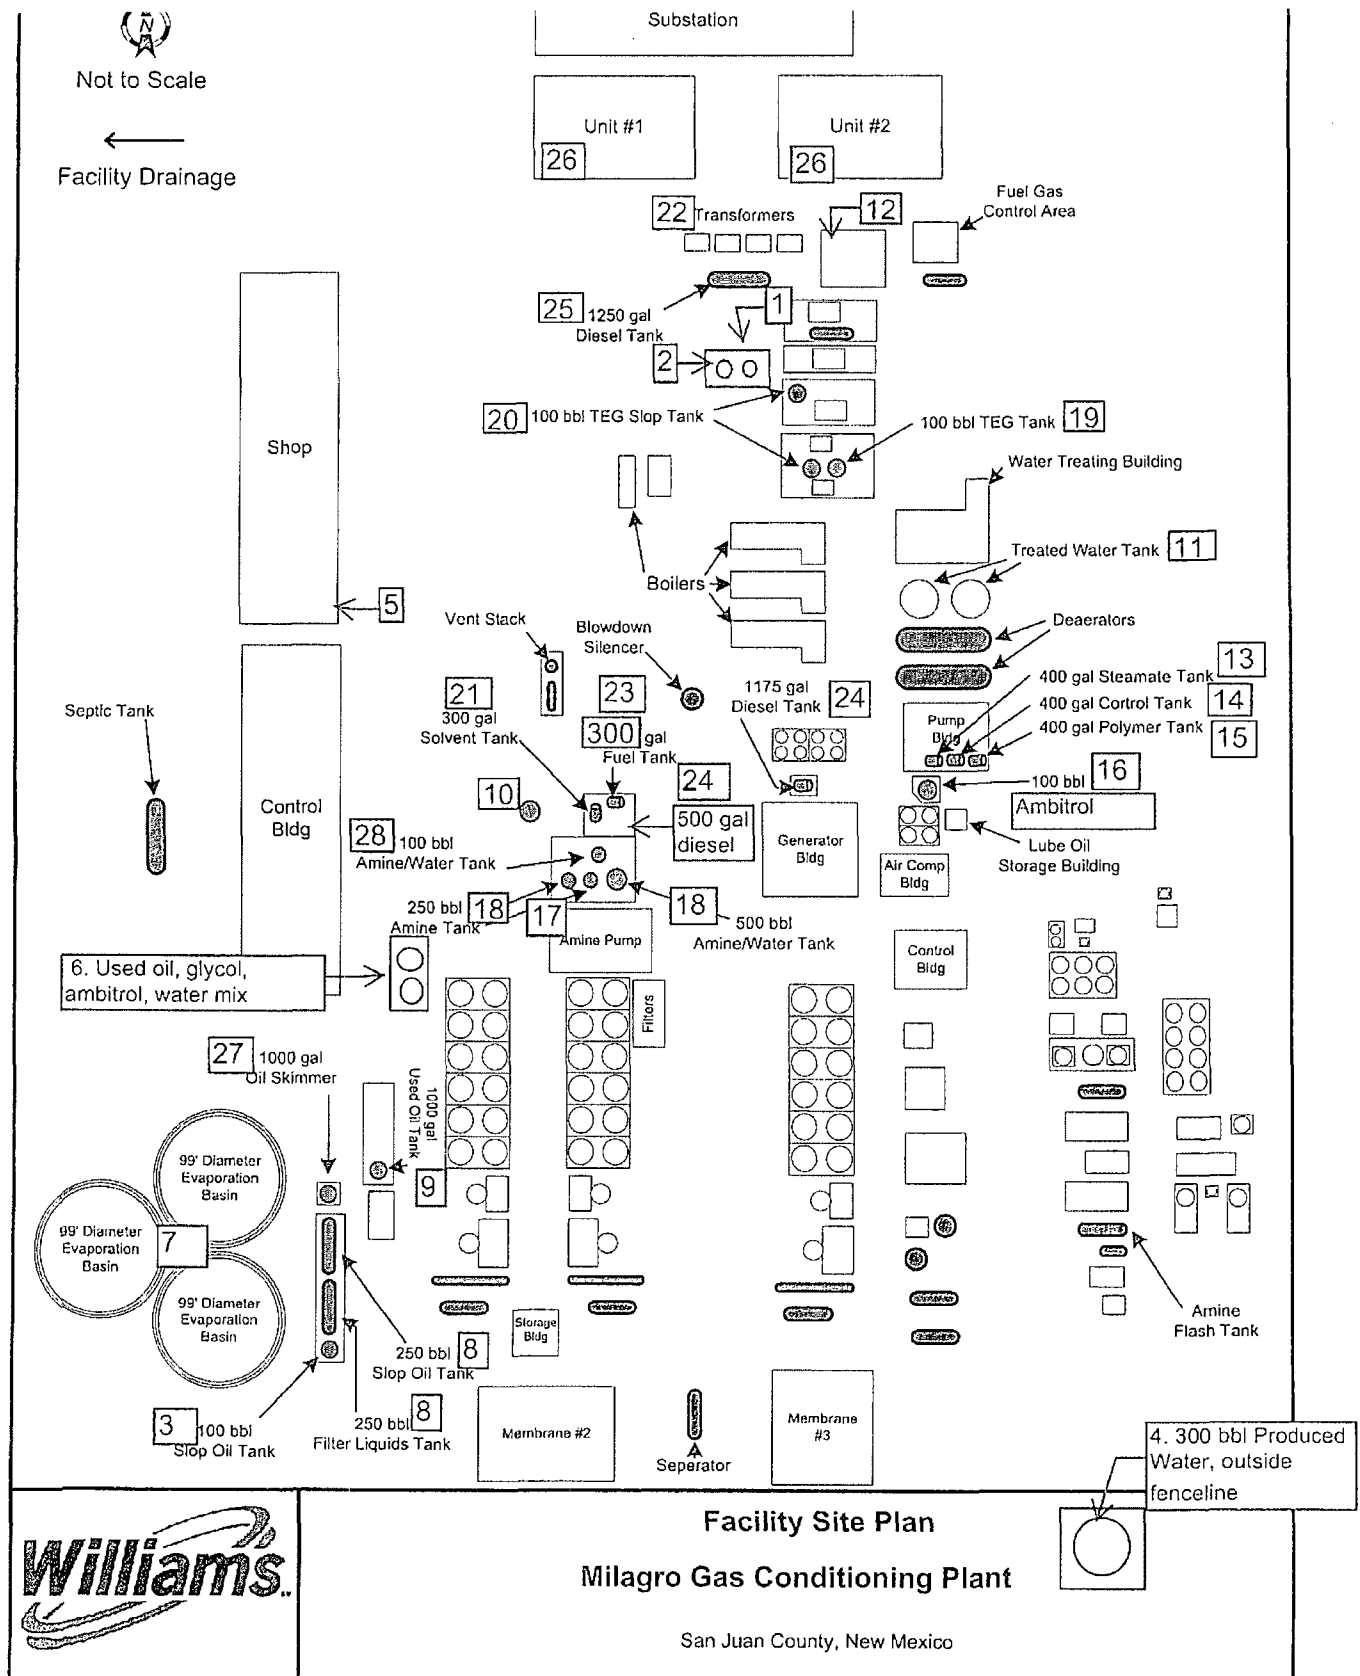 N
Not to Scale
Facility Drainage
Substation
Unit #1
26
Unit #2
26
22 Transformers
12
Fuel Gas
Control Area
25 1250 gal
Diesel Tank
1
2
20 100 bbl TEG Slop Tank
100 bbl TEG Tank 19
Water Treating Building
Shop
Boilers
Treated Water Tank 11
5
Vent Stack
Blowdown
Silencer
Deaerators
400 gal Steamate Tank 13
400 gal Cortrol Tank 14
400 gal Polymer Tank 15
Pump
Bldg
Septic Tank
21
300 gal
Solvent Tank
23
300 gal
Fuel Tank
1175 gal
Diesel Tank 24
100 bbl 16
Ambitrol
10
24
500 gal
diesel
Control
Bldg
28 100 bbl
Amine/Water Tank
Generator
Bldg
Lube Oil
Storage Building
Air Comp
Bldg
250 bbl 18
Amine Tank
17
18
500 bbl
Amine/Water Tank
Amine Pump
Control
Bldg
6. Used oil, glycol,
ambitrol, water mix
Filters
27 1000 gal
Oil Skimmer
1000 gal
Used Oil Tank
9
99' Diameter
Evaporation
Basin
99' Diameter
Evaporation
Basin
7
99' Diameter
Evaporation
Basin
250 bbl 8
Slop Oil Tank
Storage
Bldg
Amine
Flash Tank
3 100 bbl
Slop Oil Tank
250 bbl 8
Filter Liquids Tank
Membrane #2
Seperator
Membrane
#3
4. 300 bbl Produced
Water, outside
fenceline
Williams
Facility Site Plan
Milagro Gas Conditioning Plant
San Juan County, New Mexico